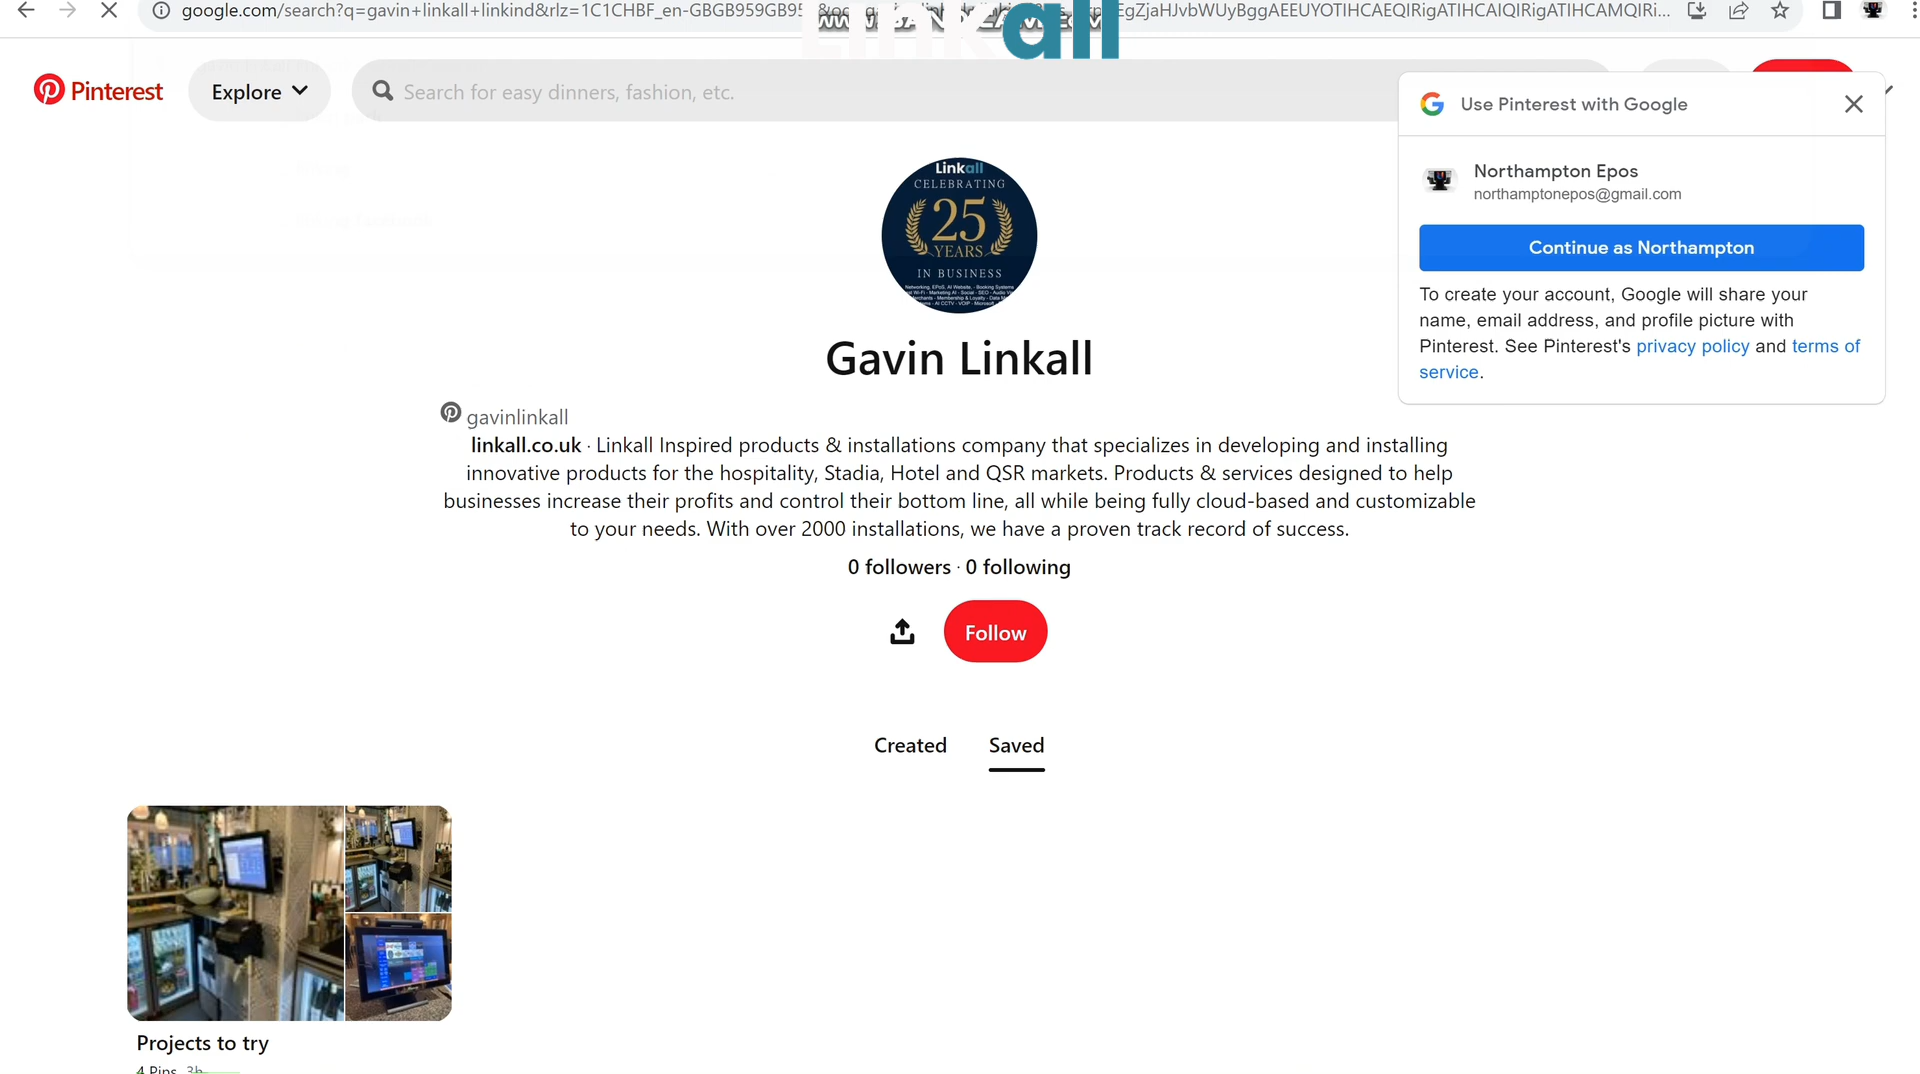 google.com/search?q=gavin+linkall+linkind&rlz=1C1CHBF_en-GBGB959GB95
Linkall
Pinterest
Explore
Search for easy dinners, fashion, etc.
Use Pinterest with Google
Northampton Epos
northamptonepos@gmail.com
Continue as Northampton
To create your account, Google will share your
name, email address, and profile picture with
Pinterest. See Pinterest's privacy policy and terms of
service.
Linkall
CELEBRATING
25
YEARS
IN BUSINESS
Gavin Linkall
gavinlinkall
linkall.co.uk · Linkall Inspired products & installations company that specializes in developing and installing
innovative products for the hospitality, Stadia, Hotel and QSR markets. Products & services designed to help
businesses increase their profits and control their bottom line, all while being fully cloud-based and customizable
to your needs. With over 2000 installations, we have a proven track record of success.
0 followers · 0 following
Follow
Created
Saved
Projects to try
4 Pins 3h